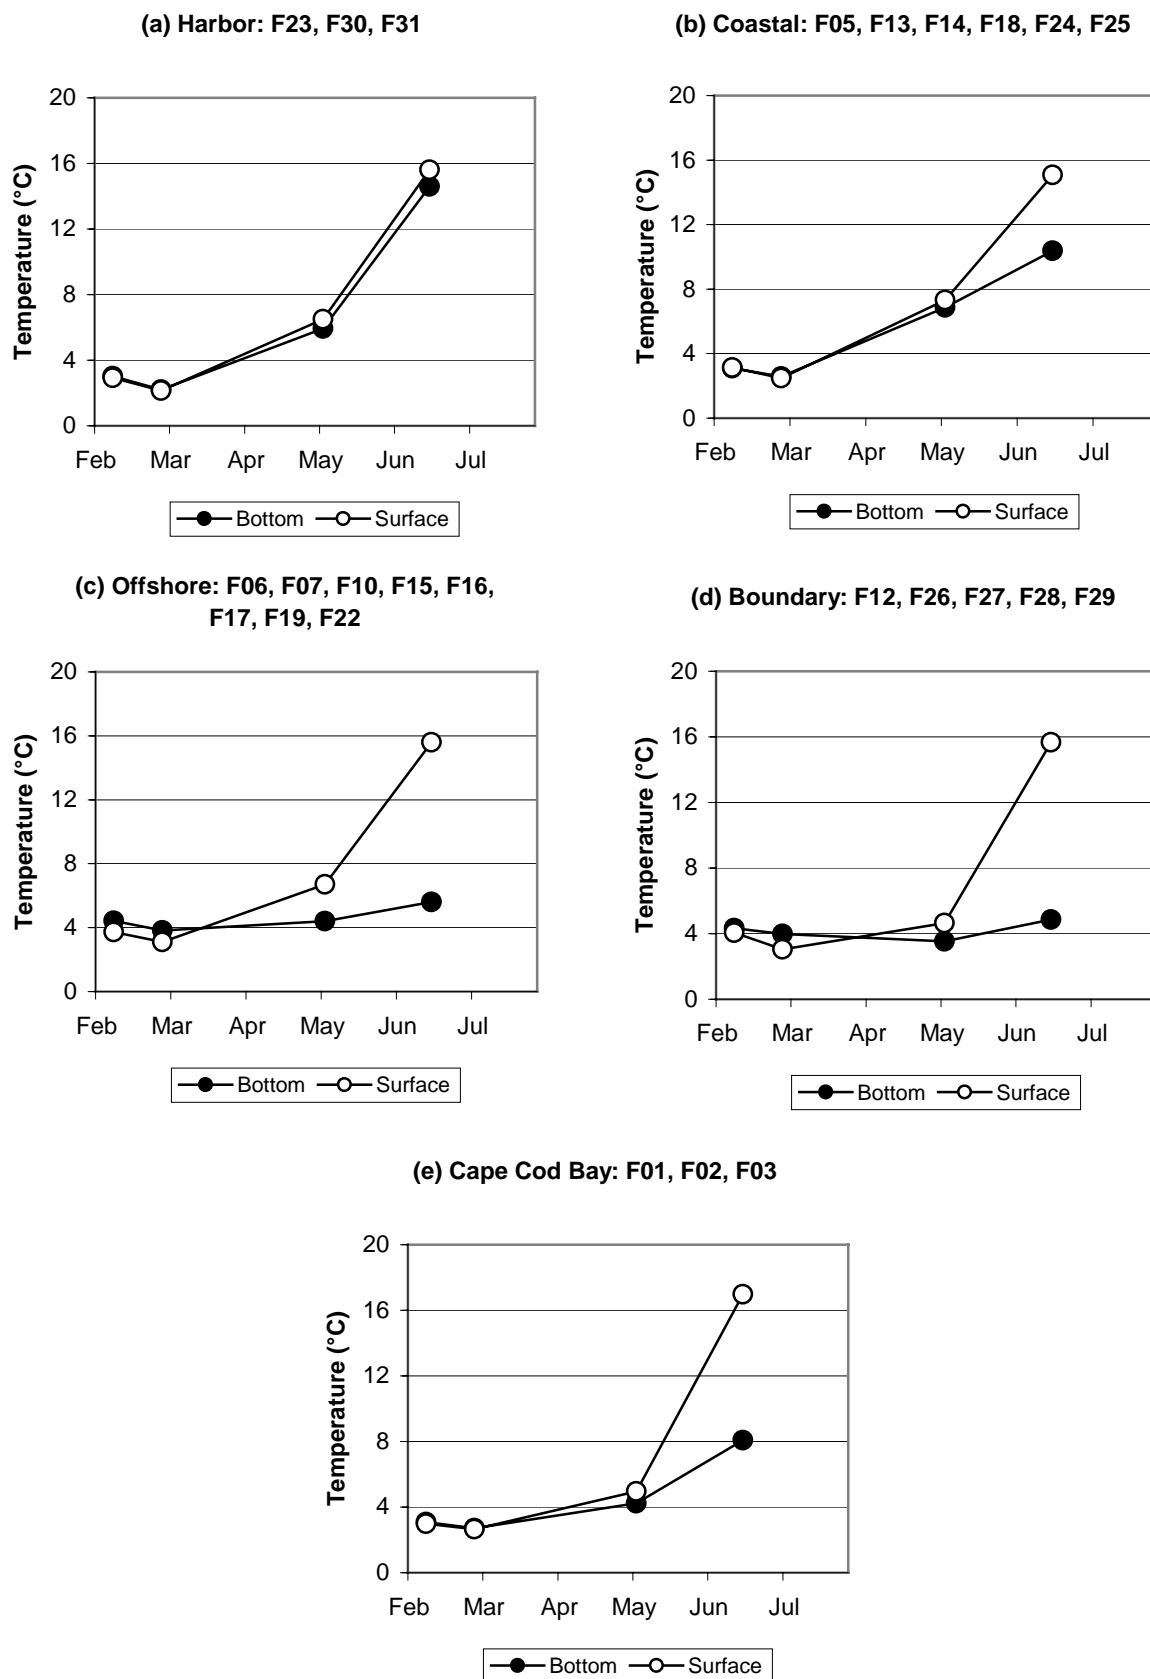 (a) Harbor: F23, F30, F31
20
16
12
8
4
0
Temperature (°C)
Feb Mar Apr May Jun Jul
Bottom Surface
(b) Coastal: F05, F13, F14, F18, F24, F25
20
16
12
8
4
0
Temperature (°C)
Feb Mar Apr May Jun Jul
Bottom Surface
(c) Offshore: F06, F07, F10, F15, F16,
F17, F19, F22
20
16
12
8
4
0
Temperature (°C)
Feb Mar Apr May Jun Jul
Bottom Surface
(d) Boundary: F12, F26, F27, F28, F29
20
16
12
8
4
0
Temperature (°C)
Feb Mar Apr May Jun Jul
Bottom Surface
(e) Cape Cod Bay: F01, F02, F03
20
16
12
8
4
0
Temperature (°C)
Feb Mar Apr May Jun Jul
Bottom Surface